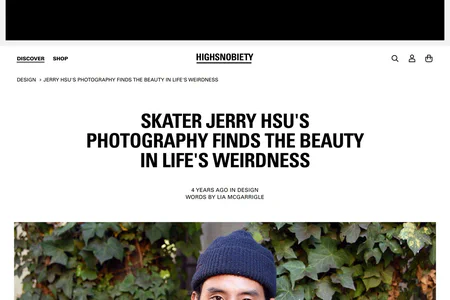 DISCOVER SHOP HIGHSNOBIETY
DESIGN > JERRY HSU'S PHOTOGRAPHY FINDS THE BEAUTY IN LIFE'S WEIRDNESS
SKATER JERRY HSU'S
PHOTOGRAPHY FINDS THE BEAUTY
IN LIFE'S WEIRDNESS
4 YEARS AGO IN DESIGN
WORDS BY LIA MCGARRIGLE